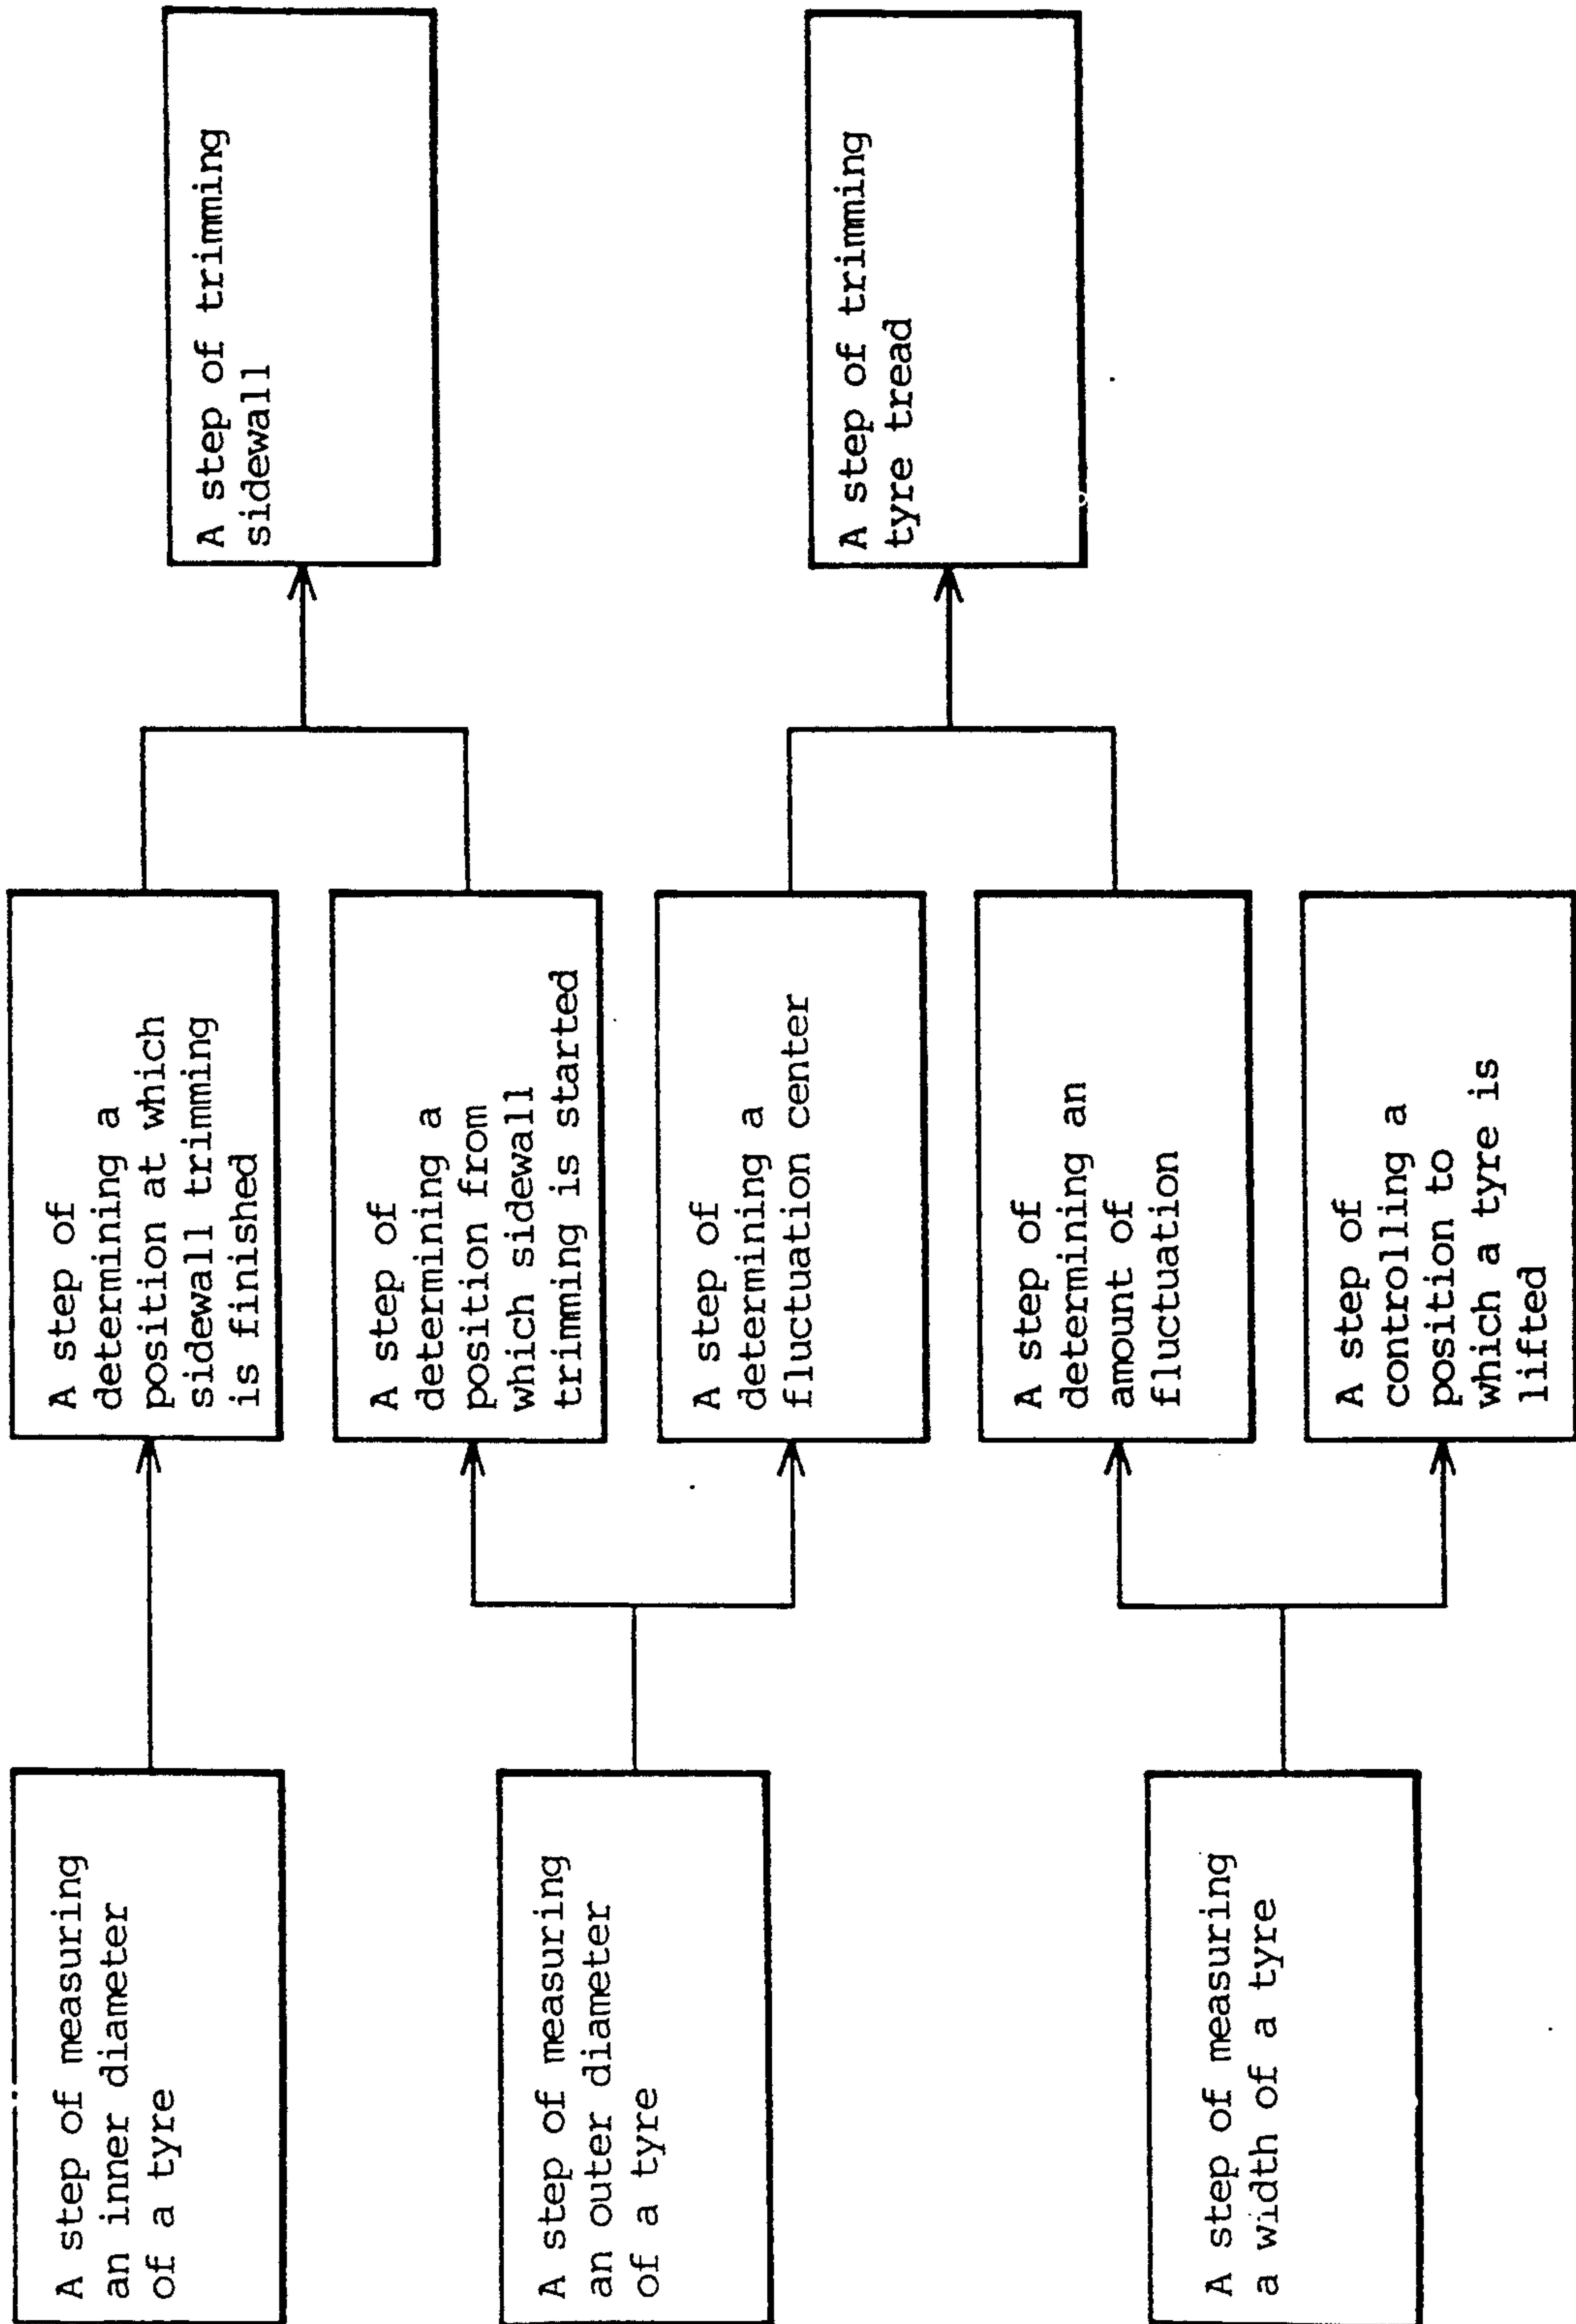 A step of measuring
an inner diameter
of a tyre
A step of measuring
an outer diameter
of a tyre
A step of measuring
a width of a tyre
A step of
determining a
position at which
sidewall trimming
is finished
A step of
determining a
position from
which sidewall
trimming is started
A step of
determining a
fluctuation center
A step of
determining an
amount of
fluctuation
A step of
controlling a
position to
which a tyre is
lifted
A step of trimming
sidewall
A step of trimming
tyre tread